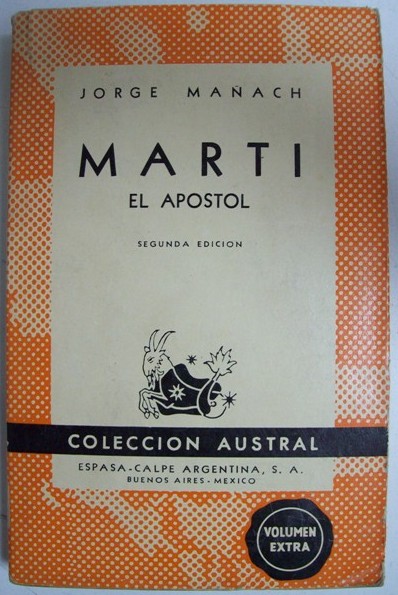 JORGE MAÑACH
MARTI
EL APOSTOL
SEGUNDA EDICION
COLECCION AUSTRAL
ESPASA-CALPE ARGENTINA, S. A.
BUENOS AIRES - MEXICO
VOLUMEN
EXTRA